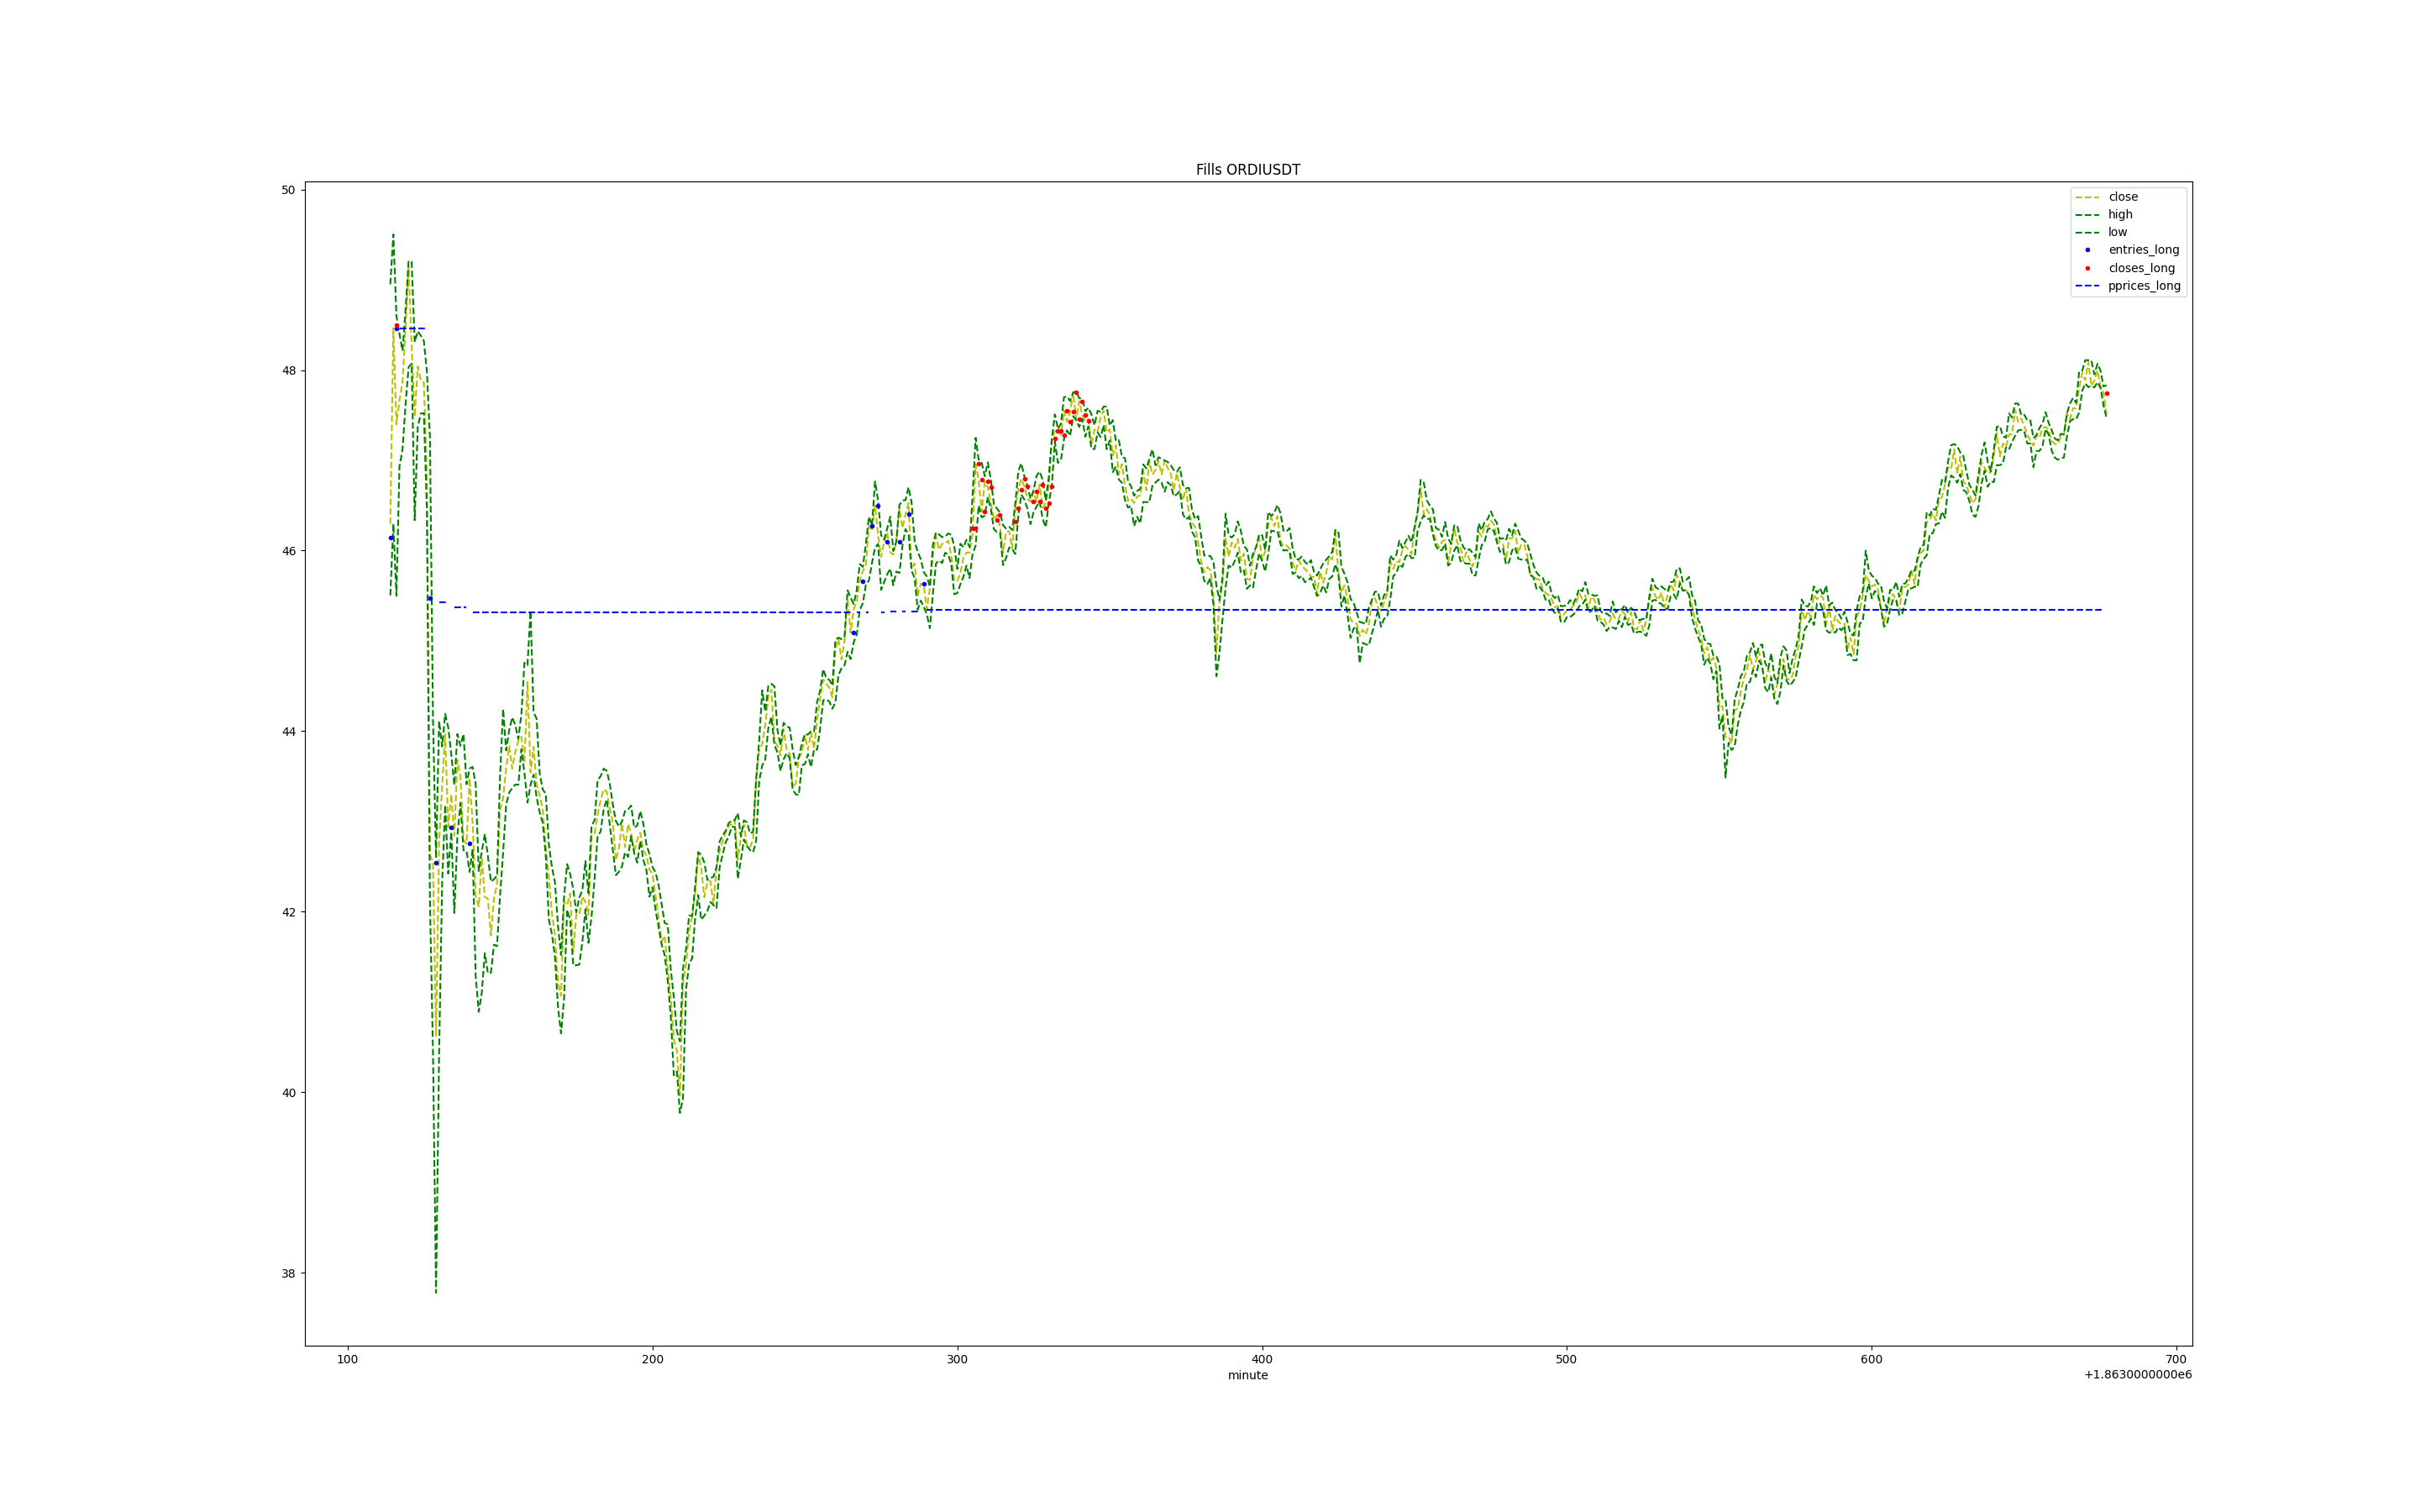 Fills ORDIUSDT
50
48
46
44
42
40
38
close
high
low
entries_long
closes_long
pprices_long
100 200 300 400 500 600 700
minute
+1.8630000000e6